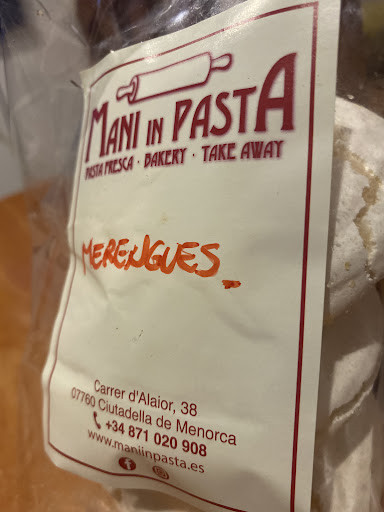 MANI IN PASTA
PASTA FRESCA · BAKERY · TAKE AWAY
MERENGUES
Carrer d'Alaior, 38
07760 Ciutadella de Menorca
+34 871 020 908
www.maniinpasta.es